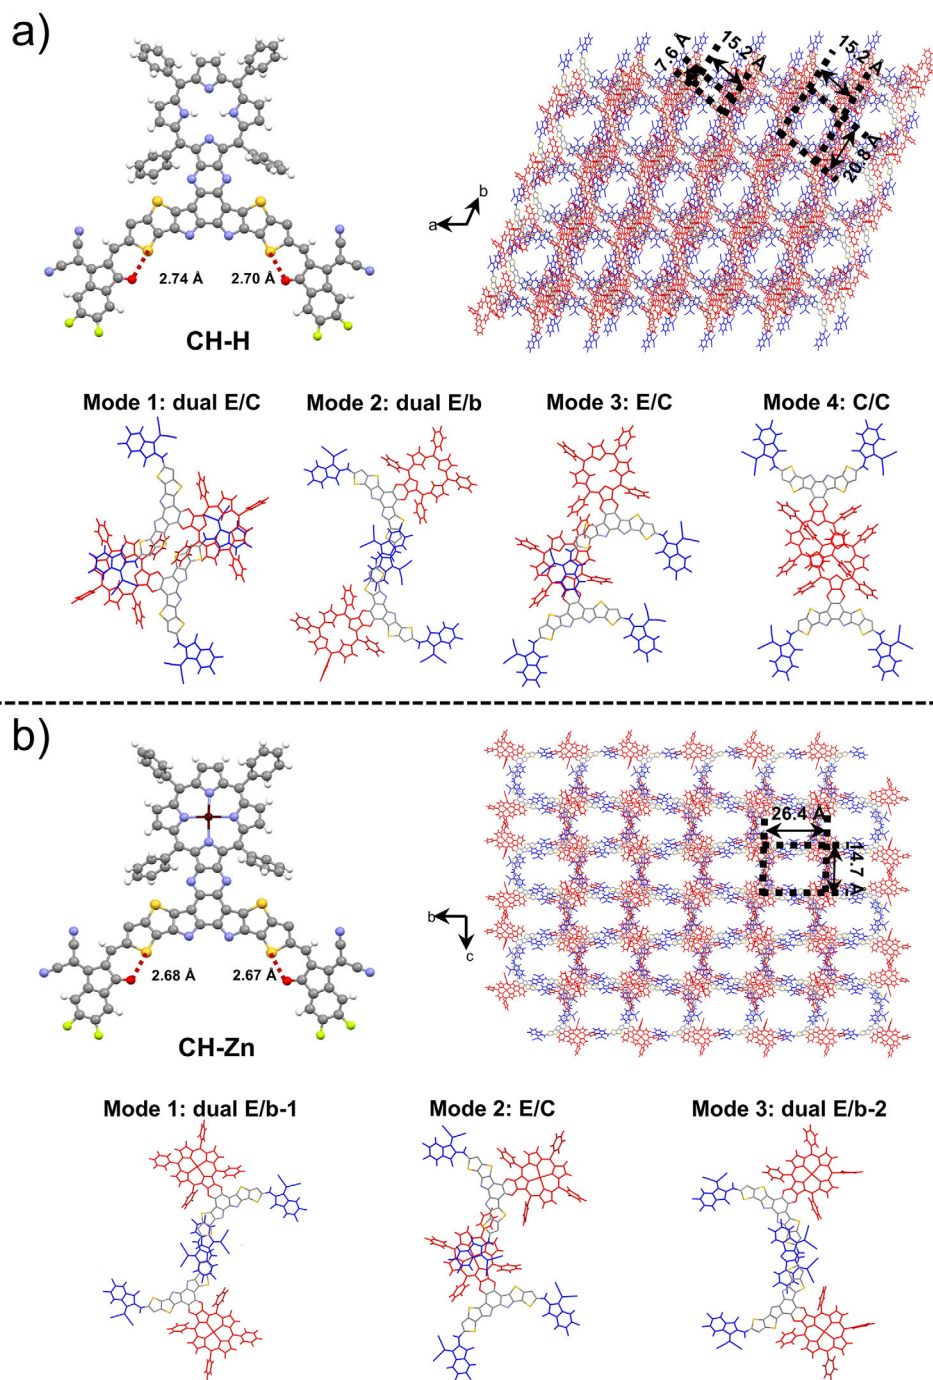 a)
7.6 Å
15.2 Å
15.2 Å
20.8 Å
b
a
2.74 Å
2.70 Å
CH-H
Mode 1: dual E/C
Mode 2: dual E/b
Mode 3: E/C
Mode 4: C/C
b)
26.4 Å
14.7 Å
b
c
2.68 Å
2.67 Å
CH-Zn
Mode 1: dual E/b-1
Mode 2: E/C
Mode 3: dual E/b-2